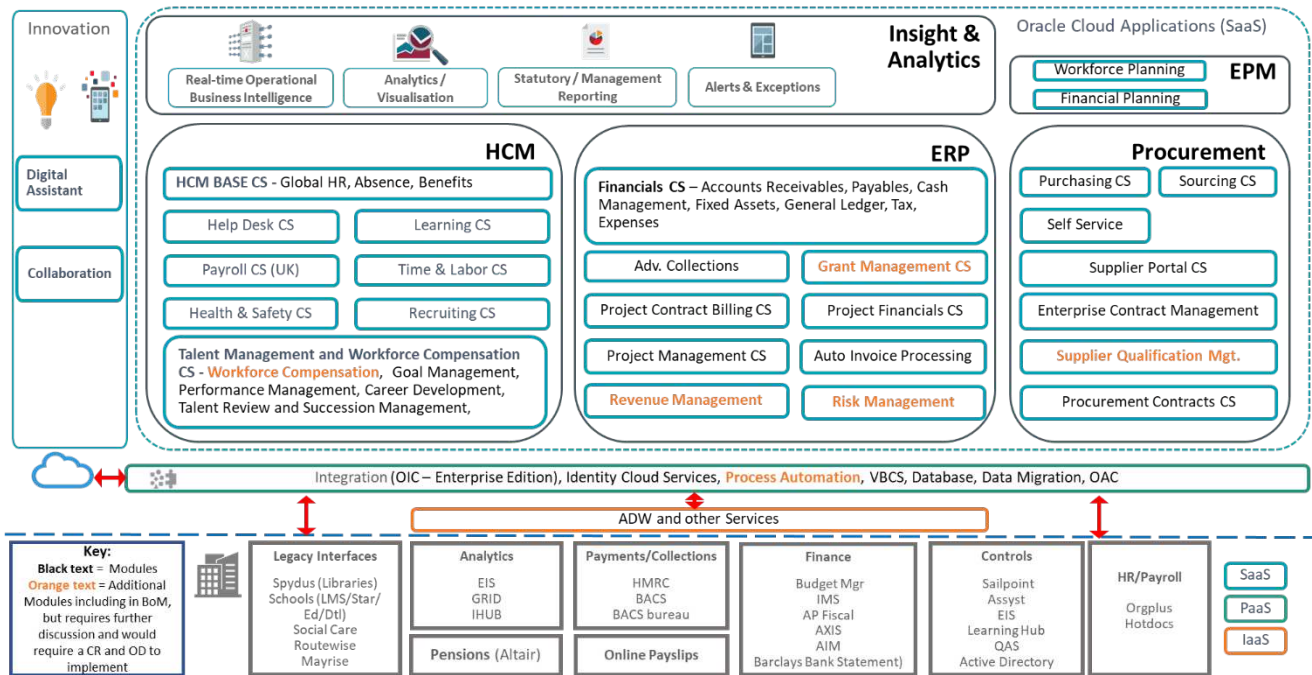 Innovation
Digital
Assistant
Collaboration
Insight &
Analytics
Real-time Operational
Business Intelligence
Analytics /
Visualisation
Statutory / Management
Reporting
Alerts & Exceptions
Oracle Cloud Applications (SaaS)
Workforce Planning
EPM
Financial Planning
HCM
HCM BASE CS - Global HR, Absence, Benefits
Help Desk CS
Learning CS
Payroll CS (UK)
Time & Labor CS
Health & Safety CS
Recruiting CS
Talent Management and Workforce Compensation
CS - Workforce Compensation, Goal Management,
Performance Management, Career Development,
Talent Review and Succession Management,
ERP
Financials CS – Accounts Receivables, Payables, Cash
Management, Fixed Assets, General Ledger, Tax,
Expenses
Adv. Collections
Grant Management CS
Project Contract Billing CS
Project Financials CS
Project Management CS
Auto Invoice Processing
Revenue Management
Risk Management
Procurement
Purchasing CS
Sourcing CS
Self Service
Supplier Portal CS
Enterprise Contract Management
Supplier Qualification Mgt.
Procurement Contracts CS
Integration (OIC – Enterprise Edition), Identity Cloud Services, Process Automation, VBCS, Database, Data Migration, OAC
ADW and other Services
Key:
Black text = Modules
Orange text = Additional
Modules including in BoM,
but requires further
discussion and would
require a CR and OD to
implement
Legacy Interfaces
Spydus (Libraries)
Schools (LMS/Star/
Ed/Dtl)
Social Care
Routewise
Mayrise
Analytics
EIS
GRID
IHUB
Pensions (Altair)
Payments/Collections
HMRC
BACS
BACS bureau
Online Payslips
Finance
Budget Mgr
IMS
AP Fiscal
AXIS
AIM
Barclays Bank Statement)
Controls
Sailpoint
Assyst
EIS
Learning Hub
QAS
Active Directory
HR/Payroll
Orgplus
Hotdocs
SaaS
PaaS
IaaS